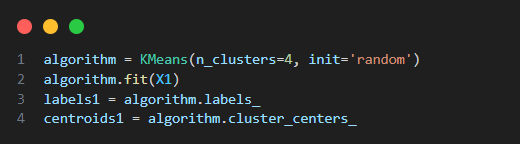 1 algorithm = KMeans(n_clusters=4, init='random')
2 algorithm.fit(X1)
3 labels1 = algorithm.labels_
4 centroids1 = algorithm.cluster_centers_